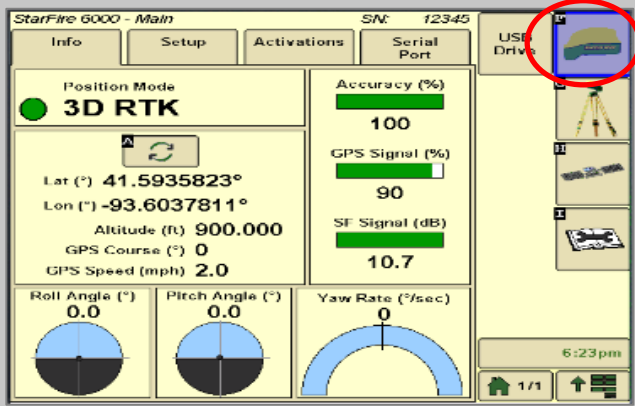 StarFire 6000 - Main SN: 12345
Info Setup Activations Serial Port
USB Drive
Position Mode
3D RTK
Accuracy (%)
100
A
Lat (°) 41.5935823°
Lon (°) -93.6037811°
Altitude (ft) 900.000
GPS Course (°) 0
GPS Speed (mph) 2.0
GPS Signal (%)
90
SF Signal (dB)
10.7
Roll Angle (°)
0.0
Pitch Angle (°)
0.0
Yaw Rate (°/sec)
0
H
I
6:23pm
1/1